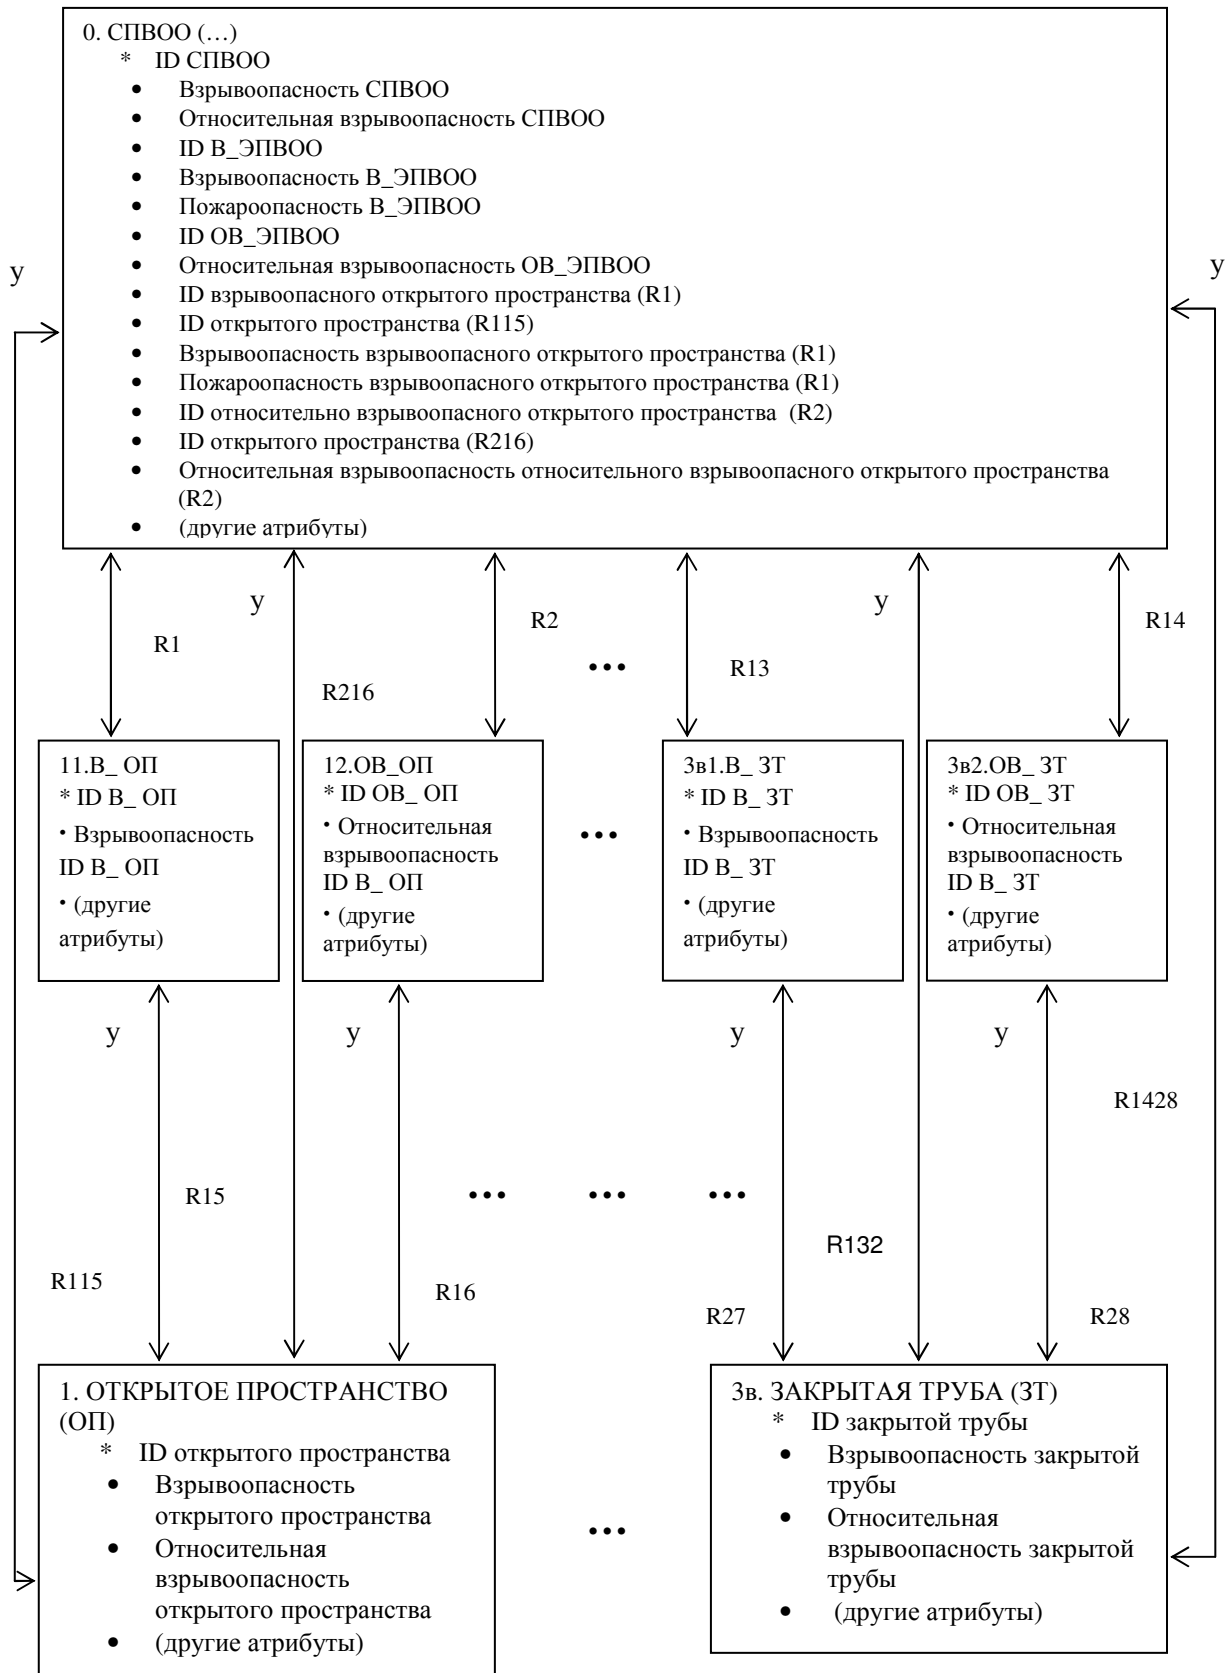 0. СПВОО (…)
* ID СПВОО
• Взрывоопасность СПВОО
• Относительная взрывоопасность СПВОО
• ID В_ЭПВОО
• Взрывоопасность В_ЭПВОО
• Пожароопасность В_ЭПВОО
• ID ОВ_ЭПВОО
• Относительная взрывоопасность ОВ_ЭПВОО
• ID взрывоопасного открытого пространства (R1)
• ID открытого пространства (R115)
• Взрывоопасность взрывоопасного открытого пространства (R1)
• Пожароопасность взрывоопасного открытого пространства (R1)
• ID относительно взрывоопасного открытого пространства (R2)
• ID открытого пространства (R216)
• Относительная взрывоопасность относительного взрывоопасного открытого пространства
(R2)
• (другие атрибуты)
у
у
у
у
R1
R216
R2
...
R13
R14
11.В_ ОП
* ID В_ ОП
• Взрывоопасность
ID В_ ОП
• (другие
атрибуты)
12.ОВ_ОП
* ID ОВ_ ОП
• Относительная
взрывоопасность
ID В_ ОП
• (другие
атрибуты)
...
3в1.В_ ЗТ
* ID В_ ЗТ
• Взрывоопасность
ID В_ ЗТ
• (другие
атрибуты)
3в2.ОВ_ ЗТ
* ID ОВ_ ЗТ
• Относительная
взрывоопасность
ID В_ ЗТ
• (другие
атрибуты)
у
у
у
у
R1428
R15
... ... ...
R132
R115
R16
R27
R28
1. ОТКРЫТОЕ ПРОСТРАНСТВО
(ОП)
* ID открытого пространства
• Взрывоопасность
открытого пространства
• Относительная
взрывоопасность
открытого пространства
• (другие атрибуты)
...
3в. ЗАКРЫТАЯ ТРУБА (ЗТ)
* ID закрытой трубы
• Взрывоопасность закрытой
трубы
• Относительная
взрывоопасность закрытой
трубы
• (другие атрибуты)